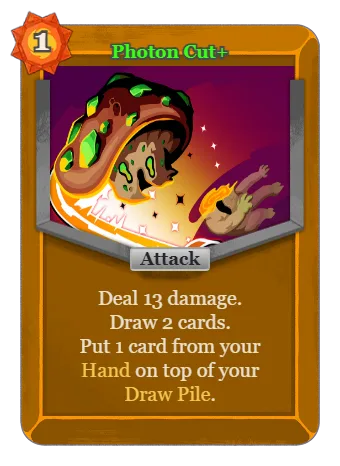 1
Photon Cut+
Attack
Deal 13 damage.
Draw 2 cards.
Put 1 card from your
Hand on top of your
Draw Pile.